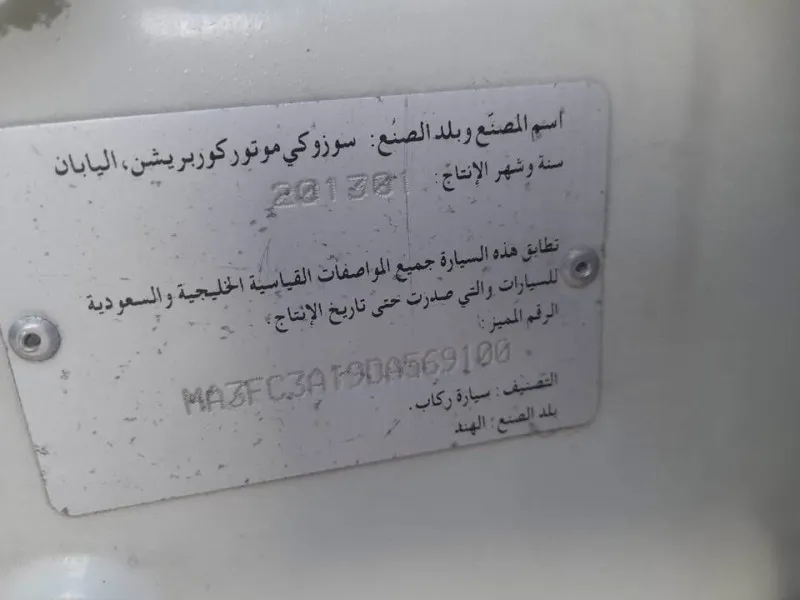 اسم المصنّع وبلد الصنع: سوزوكي موتور كوربريشن، اليابان
سنة وشهر الإنتاج: 201301
تطابق هذه السيارة جميع المواصفات القياسية الخليجية والسعودية
للسيارات والتي صدرت حتى تاريخ الإنتاج.
الرقم المميز:
MA3FC3A19DA569100
التصنيف: سيارة ركاب.
بلد الصنع: الهند